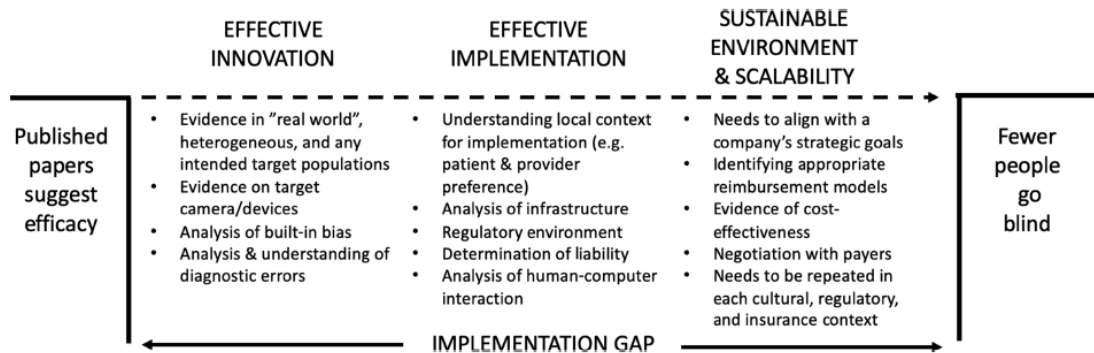 EFFECTIVE
INNOVATION
EFFECTIVE
IMPLEMENTATION
SUSTAINABLE
ENVIRONMENT
& SCALABILITY
Published
papers
suggest
efficacy
• Evidence in ”real world”,
heterogeneous, and any
intended target populations
• Evidence on target
camera/devices
• Analysis of built-in bias
• Analysis & understanding of
diagnostic errors
• Understanding local context
for implementation (e.g.
patient & provider
preference)
• Analysis of infrastructure
• Regulatory environment
• Determination of liability
• Analysis of human-computer
interaction
• Needs to align with a
company’s strategic goals
• Identifying appropriate
reimbursement models
• Evidence of cost-
effectiveness
• Negotiation with payers
• Needs to be repeated in
each cultural, regulatory,
and insurance context
Fewer
people
go
blind
IMPLEMENTATION GAP